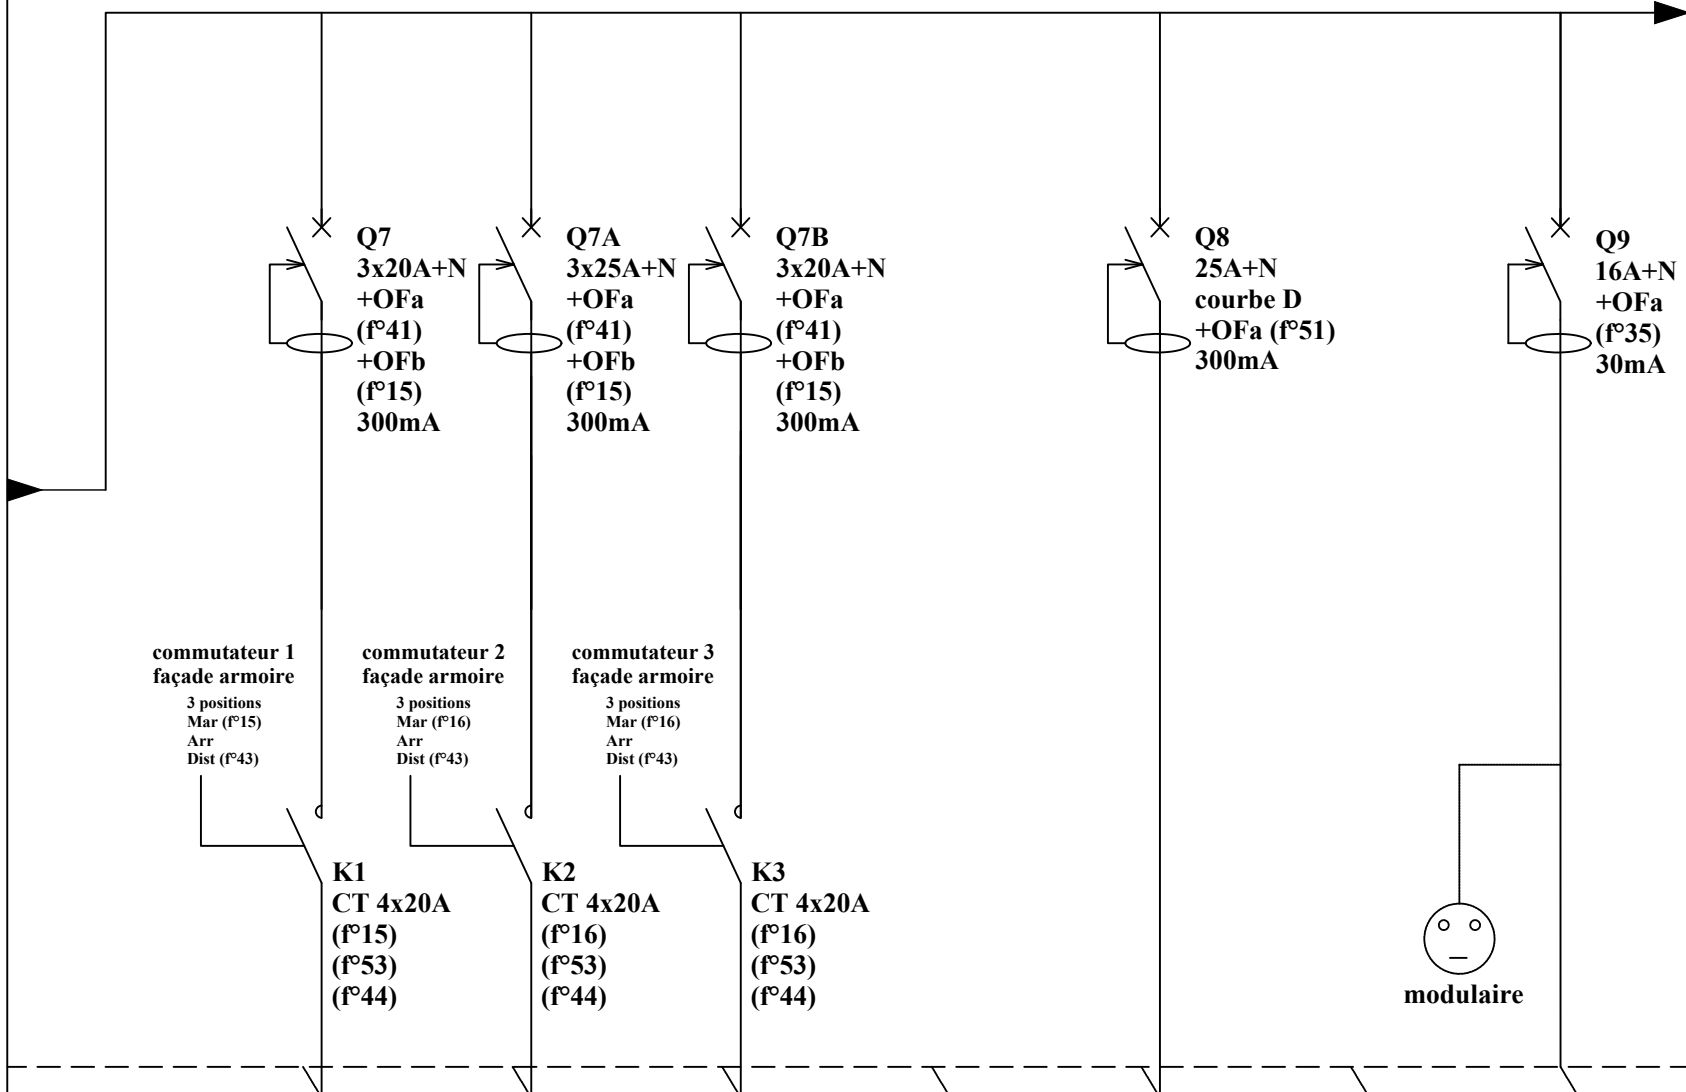 Q7
3x20A+N
+OFa
(f°41)
+OFb
(f°15)
300mA
Q7A
3x25A+N
+OFa
(f°41)
+OFb
(f°15)
300mA
Q7B
3x20A+N
+OFa
(f°41)
+OFb
(f°15)
300mA
Q8
25A+N
courbe D
+OFa (f°51)
300mA
Q9
16A+N
+OFa
(f°35)
30mA
commutateur 1
façade armoire
3 positions
Mar (f°15)
Arr
Dist (f°43)
commutateur 2
façade armoire
3 positions
Mar (f°16)
Arr
Dist (f°43)
commutateur 3
façade armoire
3 positions
Mar (f°16)
Arr
Dist (f°43)
K1
CT 4x20A
(f°15)
(f°53)
(f°44)
K2
CT 4x20A
(f°16)
(f°53)
(f°44)
K3
CT 4x20A
(f°16)
(f°53)
(f°44)
modulaire